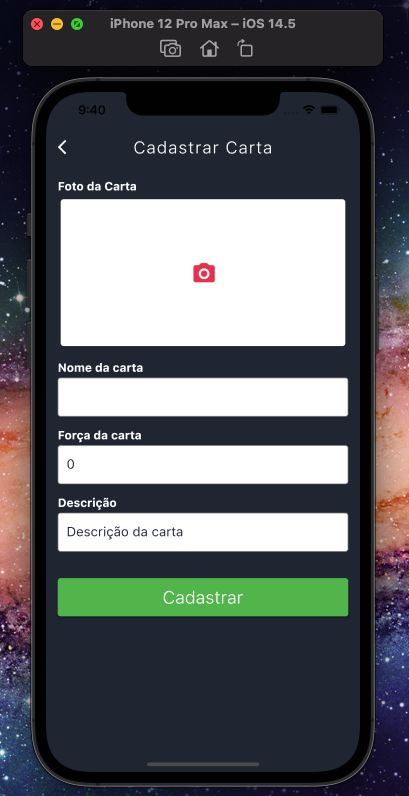 iPhone 12 Pro Max – iOS 14.5
9:40
Cadastrar Carta
Foto da Carta
Nome da carta
Força da carta
0
Descrição
Descrição da carta
Cadastrar